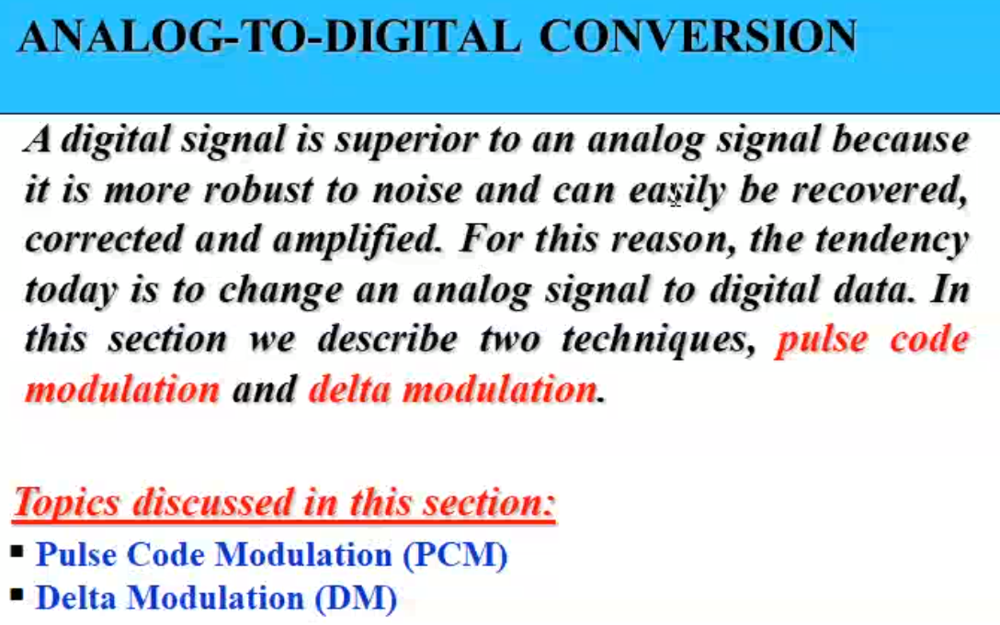 ANALOG-TO-DIGITAL CONVERSION
A digital signal is superior to an analog signal because
it is more robust to noise and can easily be recovered,
corrected and amplified. For this reason, the tendency
today is to change an analog signal to digital data. In
this section we describe two techniques, pulse code
modulation and delta modulation.
Topics discussed in this section:
▪ Pulse Code Modulation (PCM)
▪ Delta Modulation (DM)